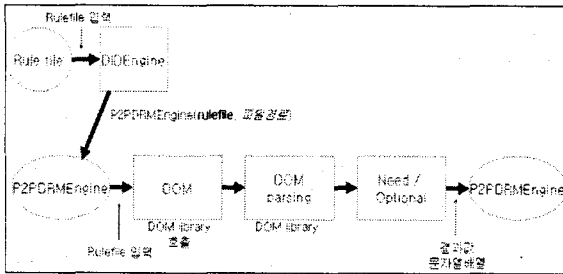 Rulefile 입력
Rule file
DIDEngine
P2PDRMEngine(rulefile, 파일경로)
P2PDRMEngine
DOM
DOM
parsing
Need /
Optional
P2PDRMEngine
DOM library
호출
DOM library
Rulefile 입력
결과값
문자열배열